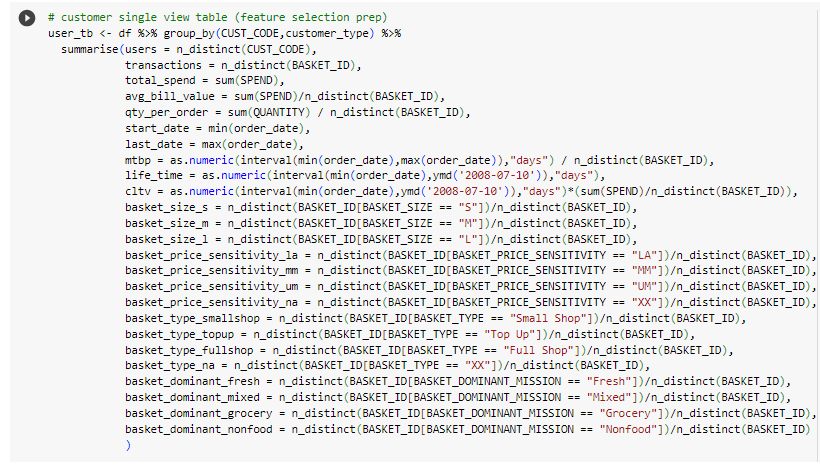 # customer single view table (feature selection prep)
user_tb <- df %>% group_by(CUST_CODE,customer_type) %>%
summarise(users = n_distinct(CUST_CODE),
transactions = n_distinct(BASKET_ID),
total_spend = sum(SPEND),
avg_bill_value = sum(SPEND)/n_distinct(BASKET_ID),
qty_per_order = sum(QUANTITY) / n_distinct(BASKET_ID),
start_date = min(order_date),
last_date = max(order_date),
mtbp = as.numeric(interval(min(order_date),max(order_date)),"days") / n_distinct(BASKET_ID),
life_time = as.numeric(interval(min(order_date),ymd('2008-07-10')),"days"),
cltv = as.numeric(interval(min(order_date),ymd('2008-07-10')),"days")*(sum(SPEND)/n_distinct(BASKET_ID)),
basket_size_s = n_distinct(BASKET_ID[BASKET_SIZE == "S"])/n_distinct(BASKET_ID),
basket_size_m = n_distinct(BASKET_ID[BASKET_SIZE == "M"])/n_distinct(BASKET_ID),
basket_size_l = n_distinct(BASKET_ID[BASKET_SIZE == "L"])/n_distinct(BASKET_ID),
basket_price_sensitivity_la = n_distinct(BASKET_ID[BASKET_PRICE_SENSITIVITY == "LA"])/n_distinct(BASKET_ID),
basket_price_sensitivity_mm = n_distinct(BASKET_ID[BASKET_PRICE_SENSITIVITY == "MM"])/n_distinct(BASKET_ID),
basket_price_sensitivity_um = n_distinct(BASKET_ID[BASKET_PRICE_SENSITIVITY == "UM"])/n_distinct(BASKET_ID),
basket_price_sensitivity_na = n_distinct(BASKET_ID[BASKET_PRICE_SENSITIVITY == "XX"])/n_distinct(BASKET_ID),
basket_type_smallshop = n_distinct(BASKET_ID[BASKET_TYPE == "Small Shop"])/n_distinct(BASKET_ID),
basket_type_topup = n_distinct(BASKET_ID[BASKET_TYPE == "Top Up"])/n_distinct(BASKET_ID),
basket_type_fullshop = n_distinct(BASKET_ID[BASKET_TYPE == "Full Shop"])/n_distinct(BASKET_ID),
basket_type_na = n_distinct(BASKET_ID[BASKET_TYPE == "XX"])/n_distinct(BASKET_ID),
basket_dominant_fresh = n_distinct(BASKET_ID[BASKET_DOMINANT_MISSION == "Fresh"])/n_distinct(BASKET_ID),
basket_dominant_mixed = n_distinct(BASKET_ID[BASKET_DOMINANT_MISSION == "Mixed"])/n_distinct(BASKET_ID),
basket_dominant_grocery = n_distinct(BASKET_ID[BASKET_DOMINANT_MISSION == "Grocery"])/n_distinct(BASKET_ID),
basket_dominant_nonfood = n_distinct(BASKET_ID[BASKET_DOMINANT_MISSION == "Nonfood"])/n_distinct(BASKET_ID)
)